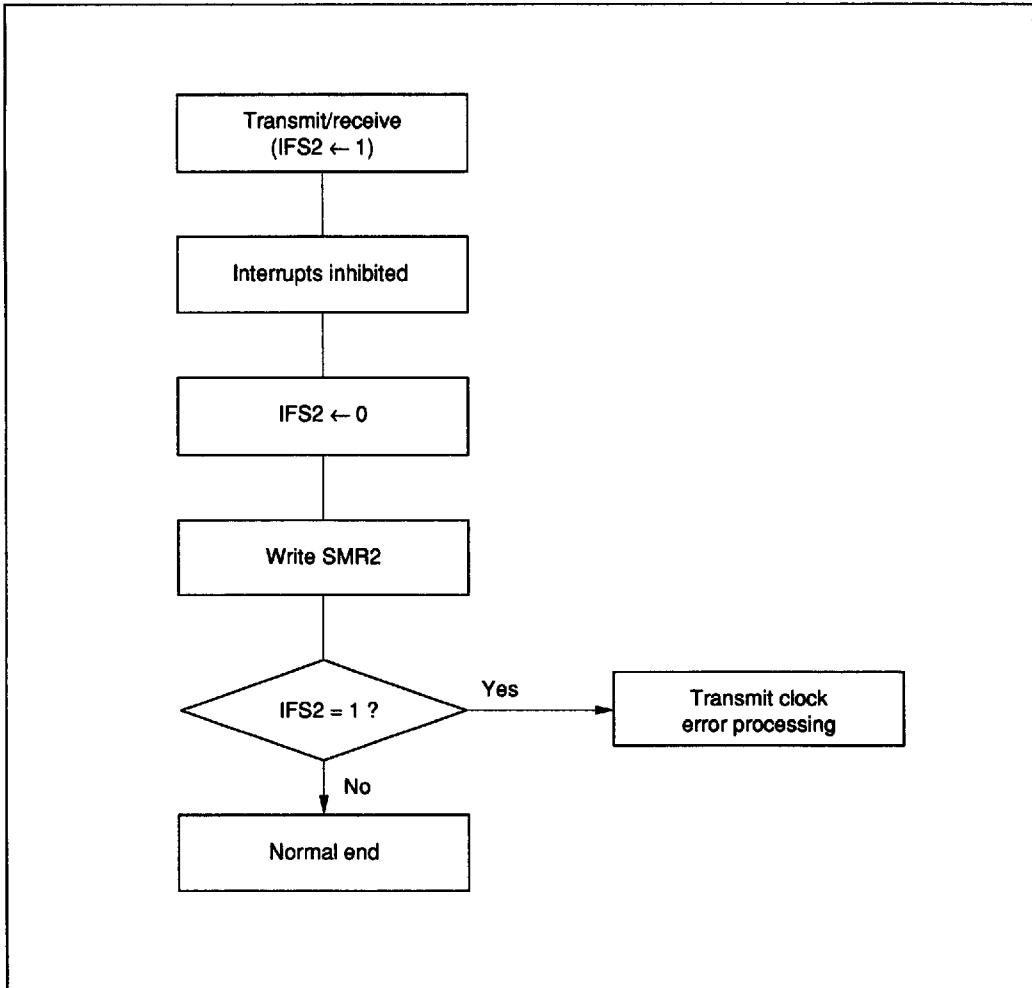 Transmit/receive
(IFS2 ← 1)
Interrupts inhibited
IFS2 ← 0
Write SMR2
IFS2 = 1 ?
Yes
Transmit clock
error processing
No
Normal end